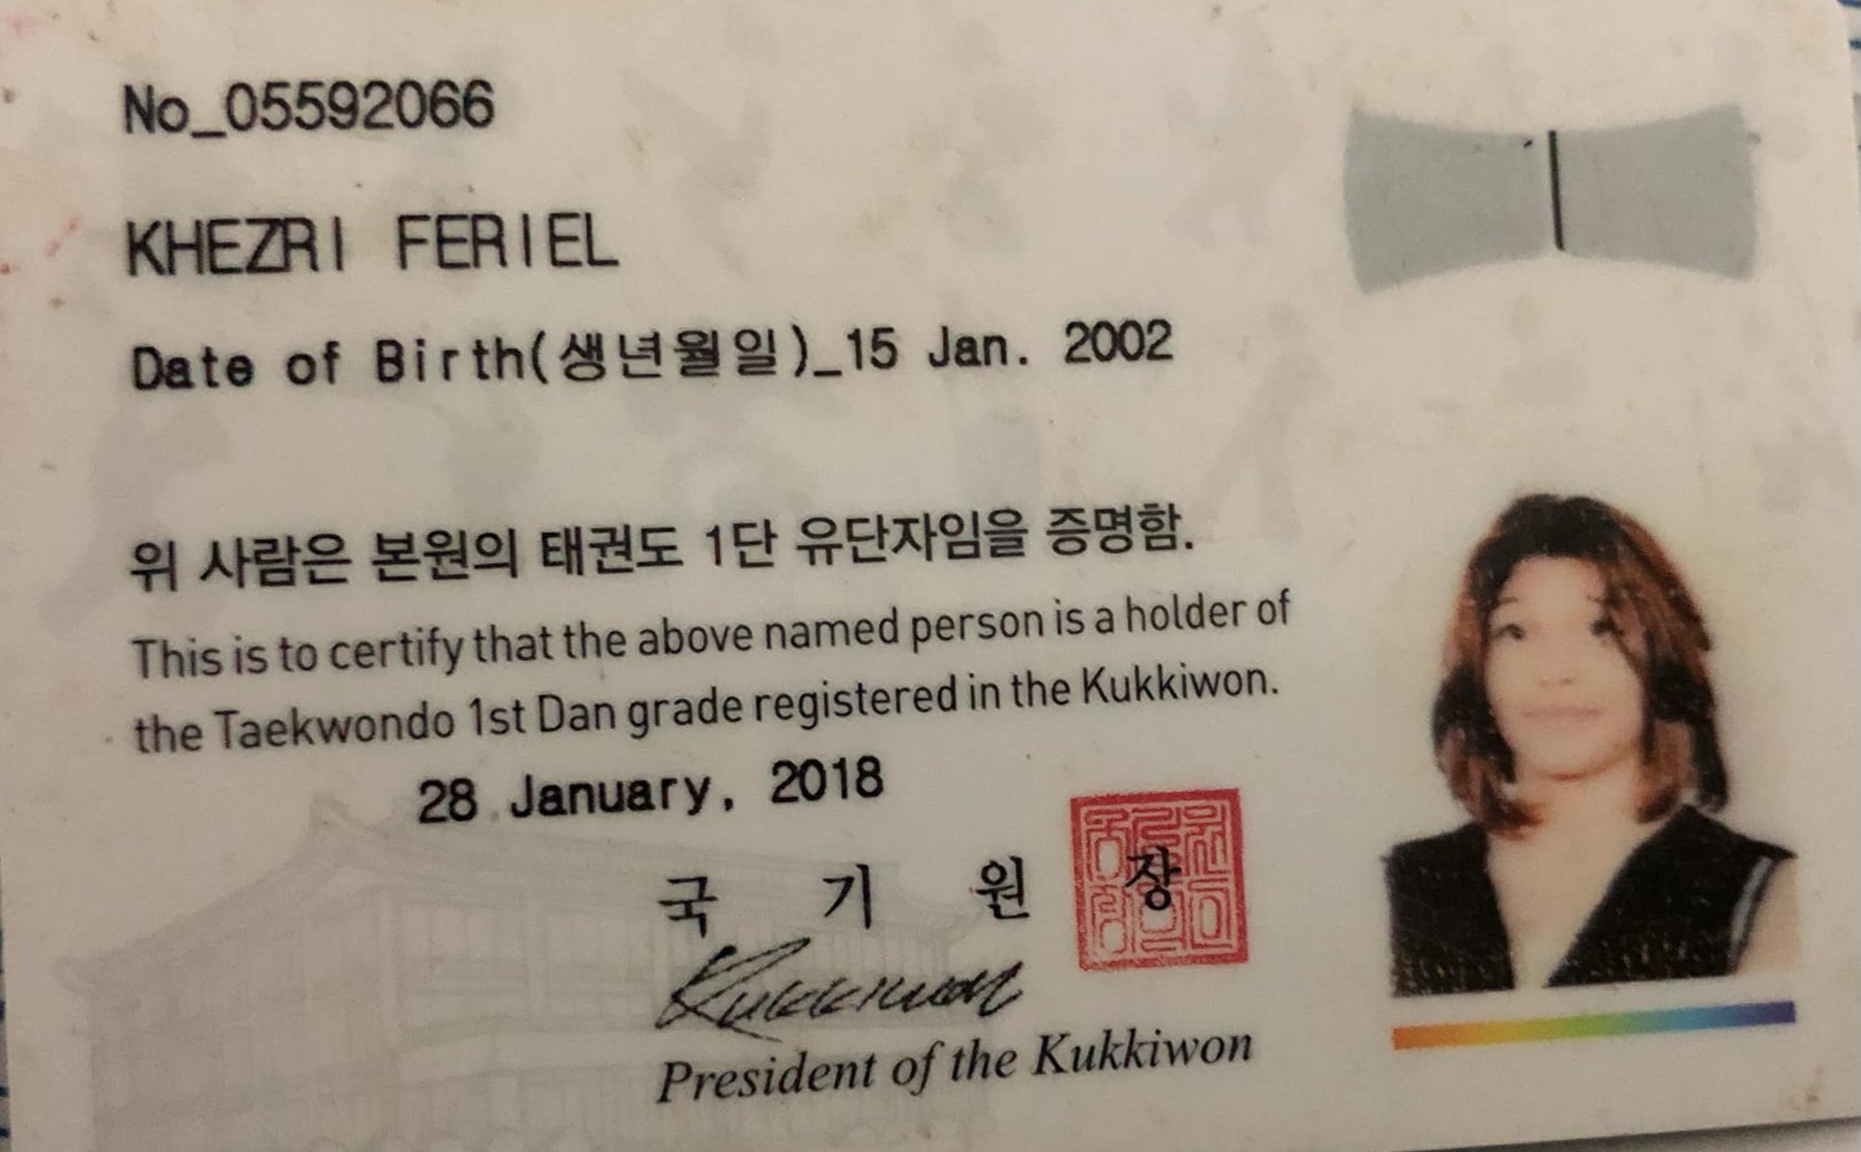 No_05592066
KHEZRI FERIEL
Date of Birth(생년월일)_15 Jan. 2002
위 사람은 본원의 태권도 1단 유단자임을 증명함.
This is to certify that the above named person is a holder of
the Taekwondo 1st Dan grade registered in the Kukkiwon.
28 January, 2018
국 기 원 장
Kukkiwon
President of the Kukkiwon